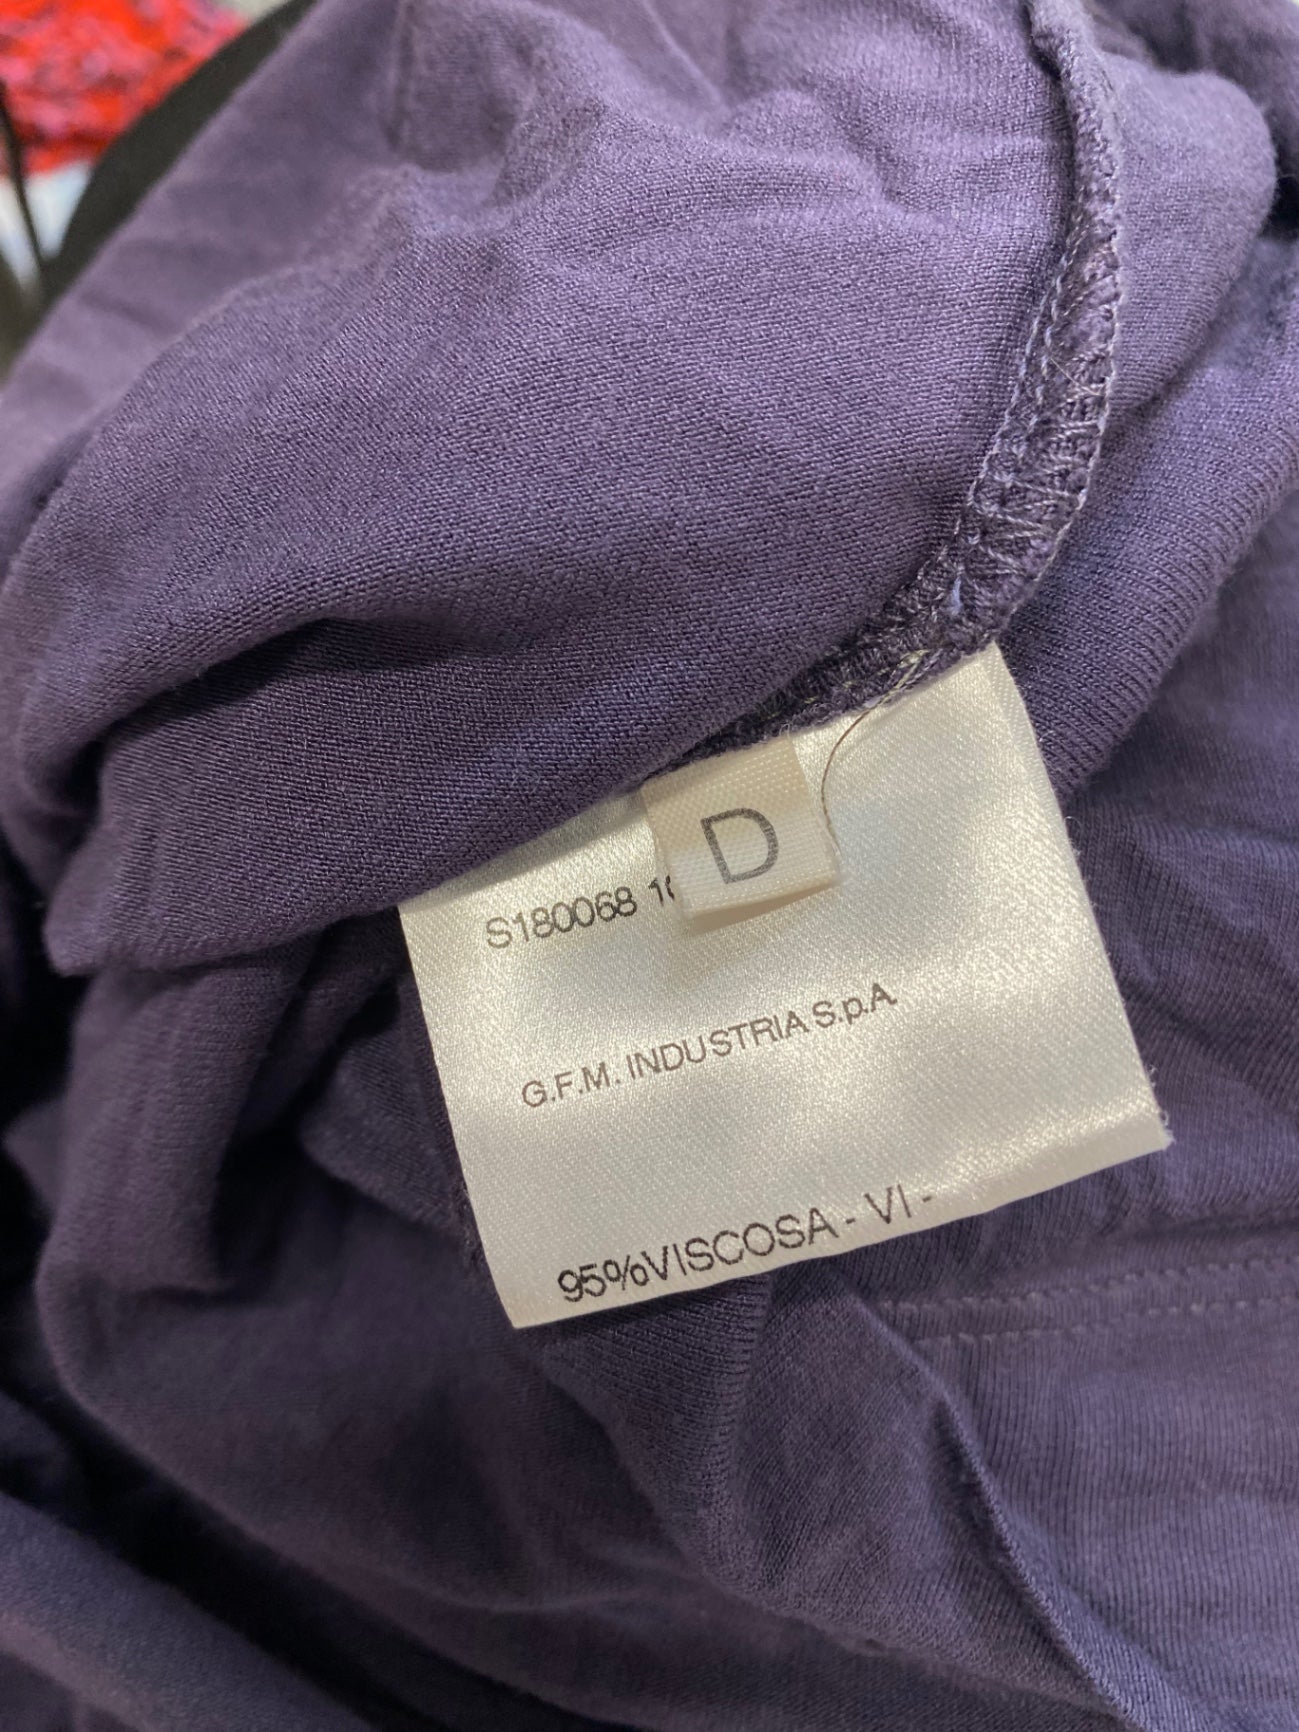 D
S180068
G.F.M. INDUSTRIA S.p.A.
95%VISCOSA - VI -